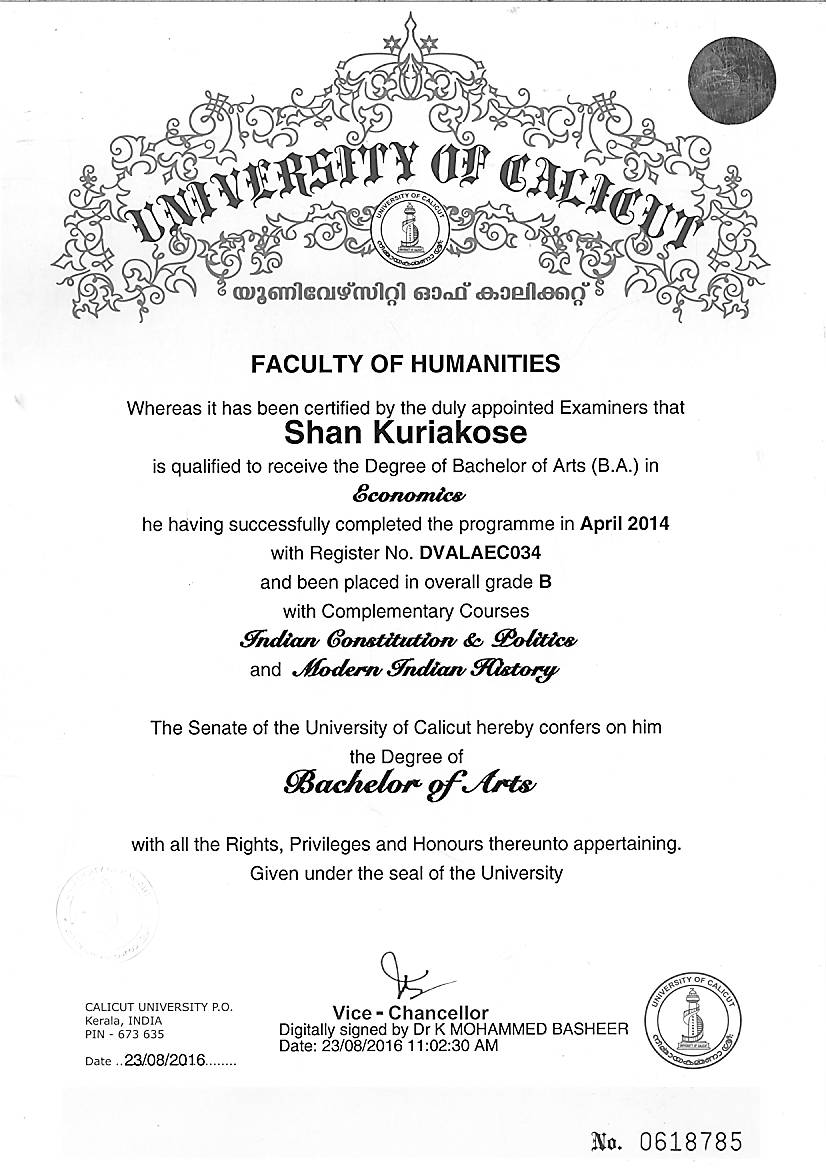 UNIVERSITY OF CALICUT
UNIVERSITY OF CALICUT
യൂണിവേഴ്സിറ്റി ഓഫ് കാലിക്കറ്റ്
FACULTY OF HUMANITIES
Whereas it has been certified by the duly appointed Examiners that
Shan Kuriakose
is qualified to receive the Degree of Bachelor of Arts (B.A.) in
Economics
he having successfully completed the programme in April 2014
with Register No. DVALAEC034
and been placed in overall grade B
with Complementary Courses
Indian Constitution & Politics
and Modern Indian History
The Senate of the University of Calicut hereby confers on him
the Degree of
Bachelor of Arts
with all the Rights, Privileges and Honours thereunto appertaining.
Given under the seal of the University
CALICUT UNIVERSITY P.O.
Kerala, INDIA
PIN - 673 635
Date ..23/08/2016........
Vice - Chancellor
Digitally signed by Dr K MOHAMMED BASHEER
Date: 23/08/2016 11:02:30 AM
UNIVERSITY OF CALICUT
UNIVERSITY OF CALICUT
നിർമ്മായകർമ്മണാ ശ്രീ
No. 0618785